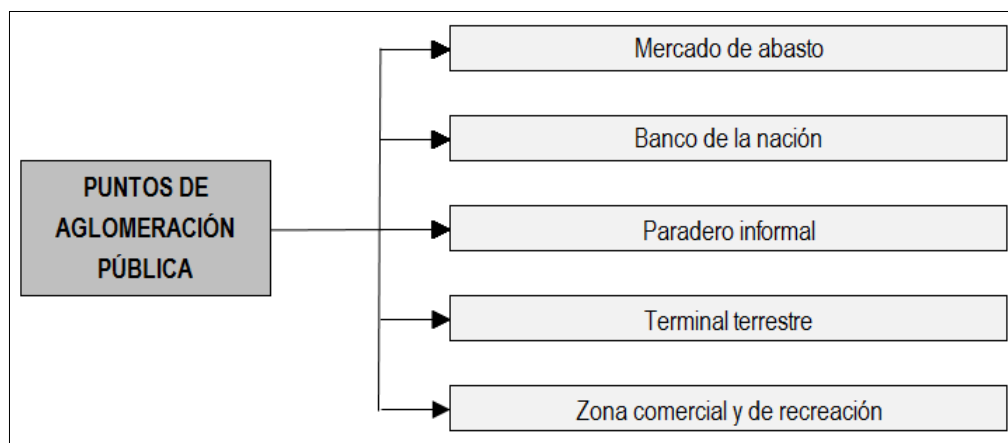 PUNTOS DE
AGLOMERACIÓN
PÚBLICA
Mercado de abasto
Banco de la nación
Paradero informal
Terminal terrestre
Zona comercial y de recreación